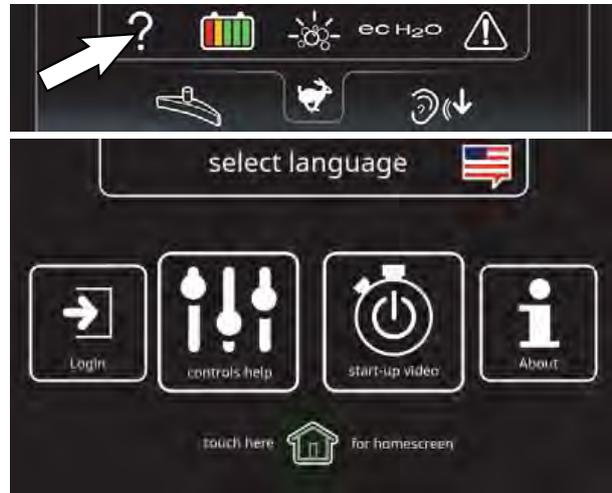 ?
ec H2O
select language
Login
controls help
start-up video
About
touch here
for homescreen